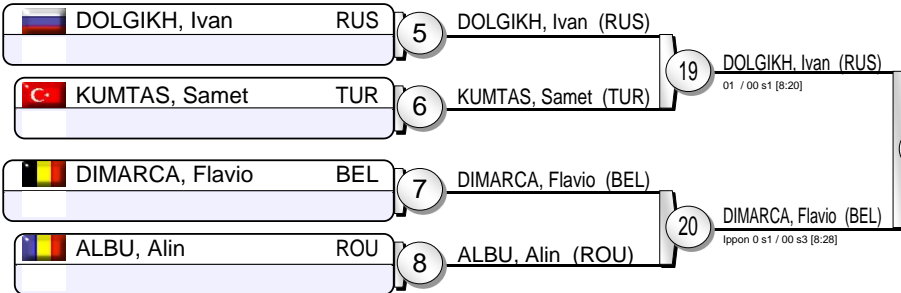 DOLGIKH, Ivan RUS
5
DOLGIKH, Ivan (RUS)
KUMTAS, Samet TUR
6
KUMTAS, Samet (TUR)
19
DOLGIKH, Ivan (RUS)
01 / 00 s1 [8:20]
DIMARCA, Flavio BEL
7
DIMARCA, Flavio (BEL)
ALBU, Alin ROU
8
ALBU, Alin (ROU)
20
DIMARCA, Flavio (BEL)
Ippon 0 s1 / 00 s3 [8:28]